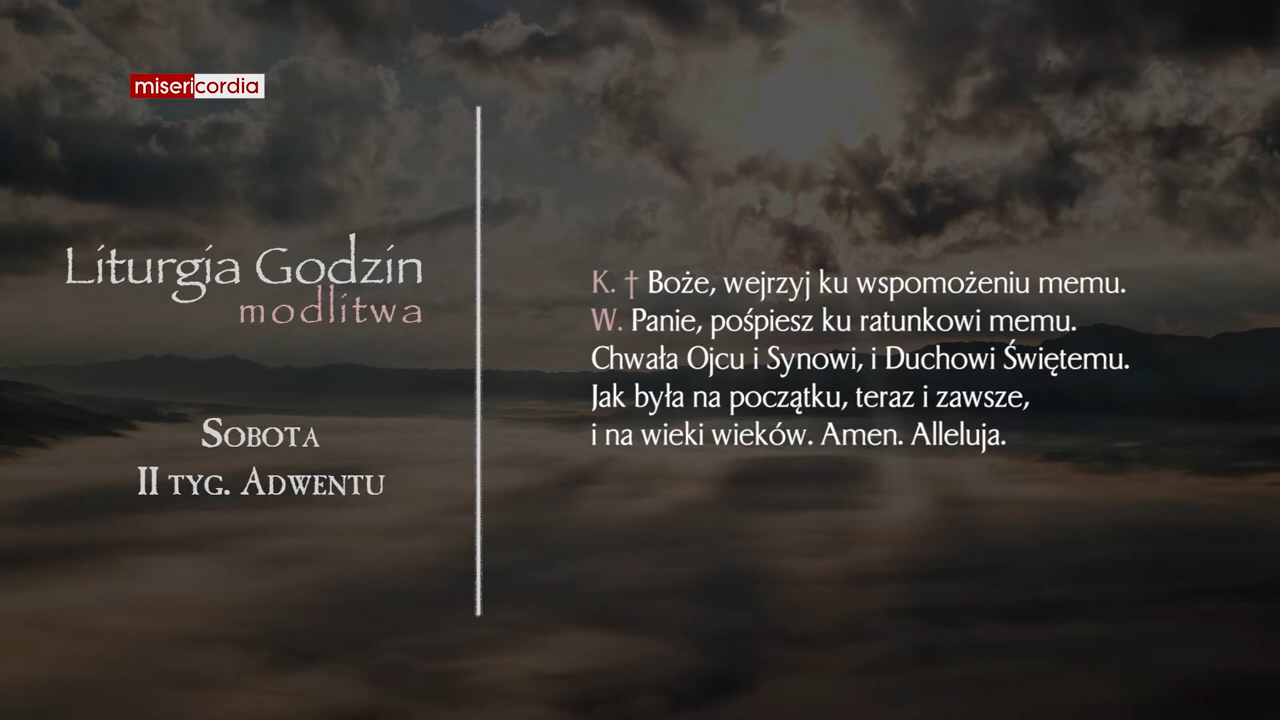 misericordia
Liturgia Godzin
modlitwa
Sobota
II tyg. Adwentu
K. † Boże, wejrzyj ku wspomożeniu memu.
W. Panie, pośpiesz ku ratunkowi memu.
Chwała Ojcu i Synowi, i Duchowi Świętemu.
Jak była na początku, teraz i zawsze,
i na wieki wieków. Amen. Alleluja.